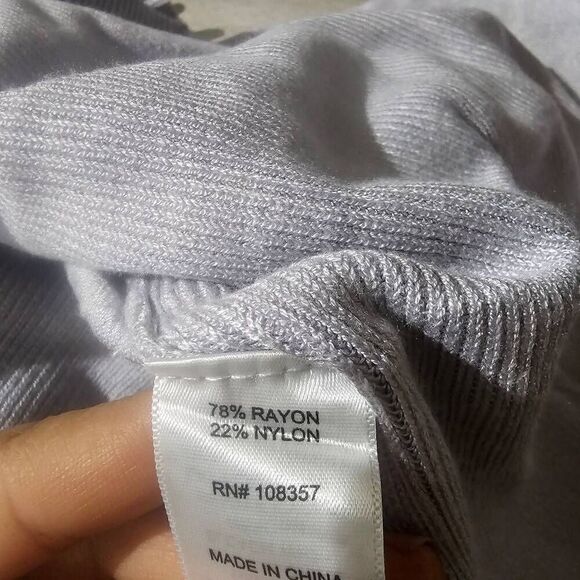 78% RAYON
22% NYLON
RN# 108357
MADE IN CHINA